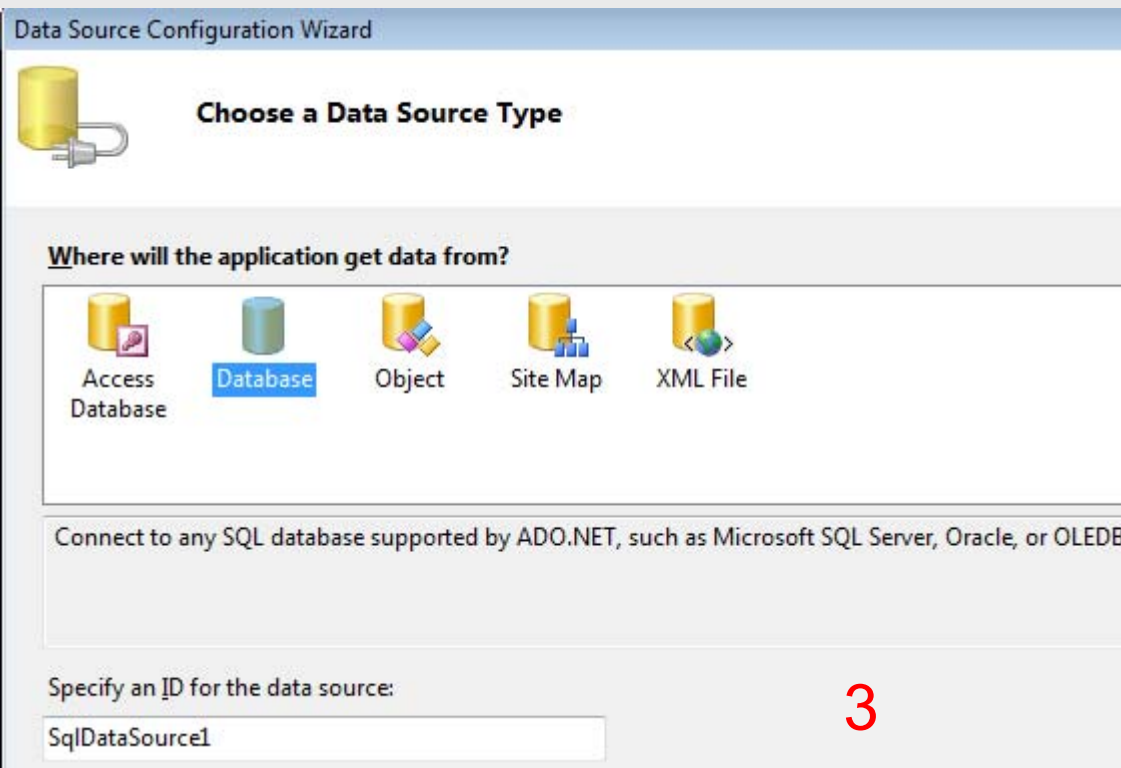 Data Source Configuration Wizard
Choose a Data Source Type
Where will the application get data from?
Access Database
Database
Object
Site Map
XML File
Connect to any SQL database supported by ADO.NET, such as Microsoft SQL Server, Oracle, or OLEDB
Specify an ID for the data source:
SqlDataSource1
3